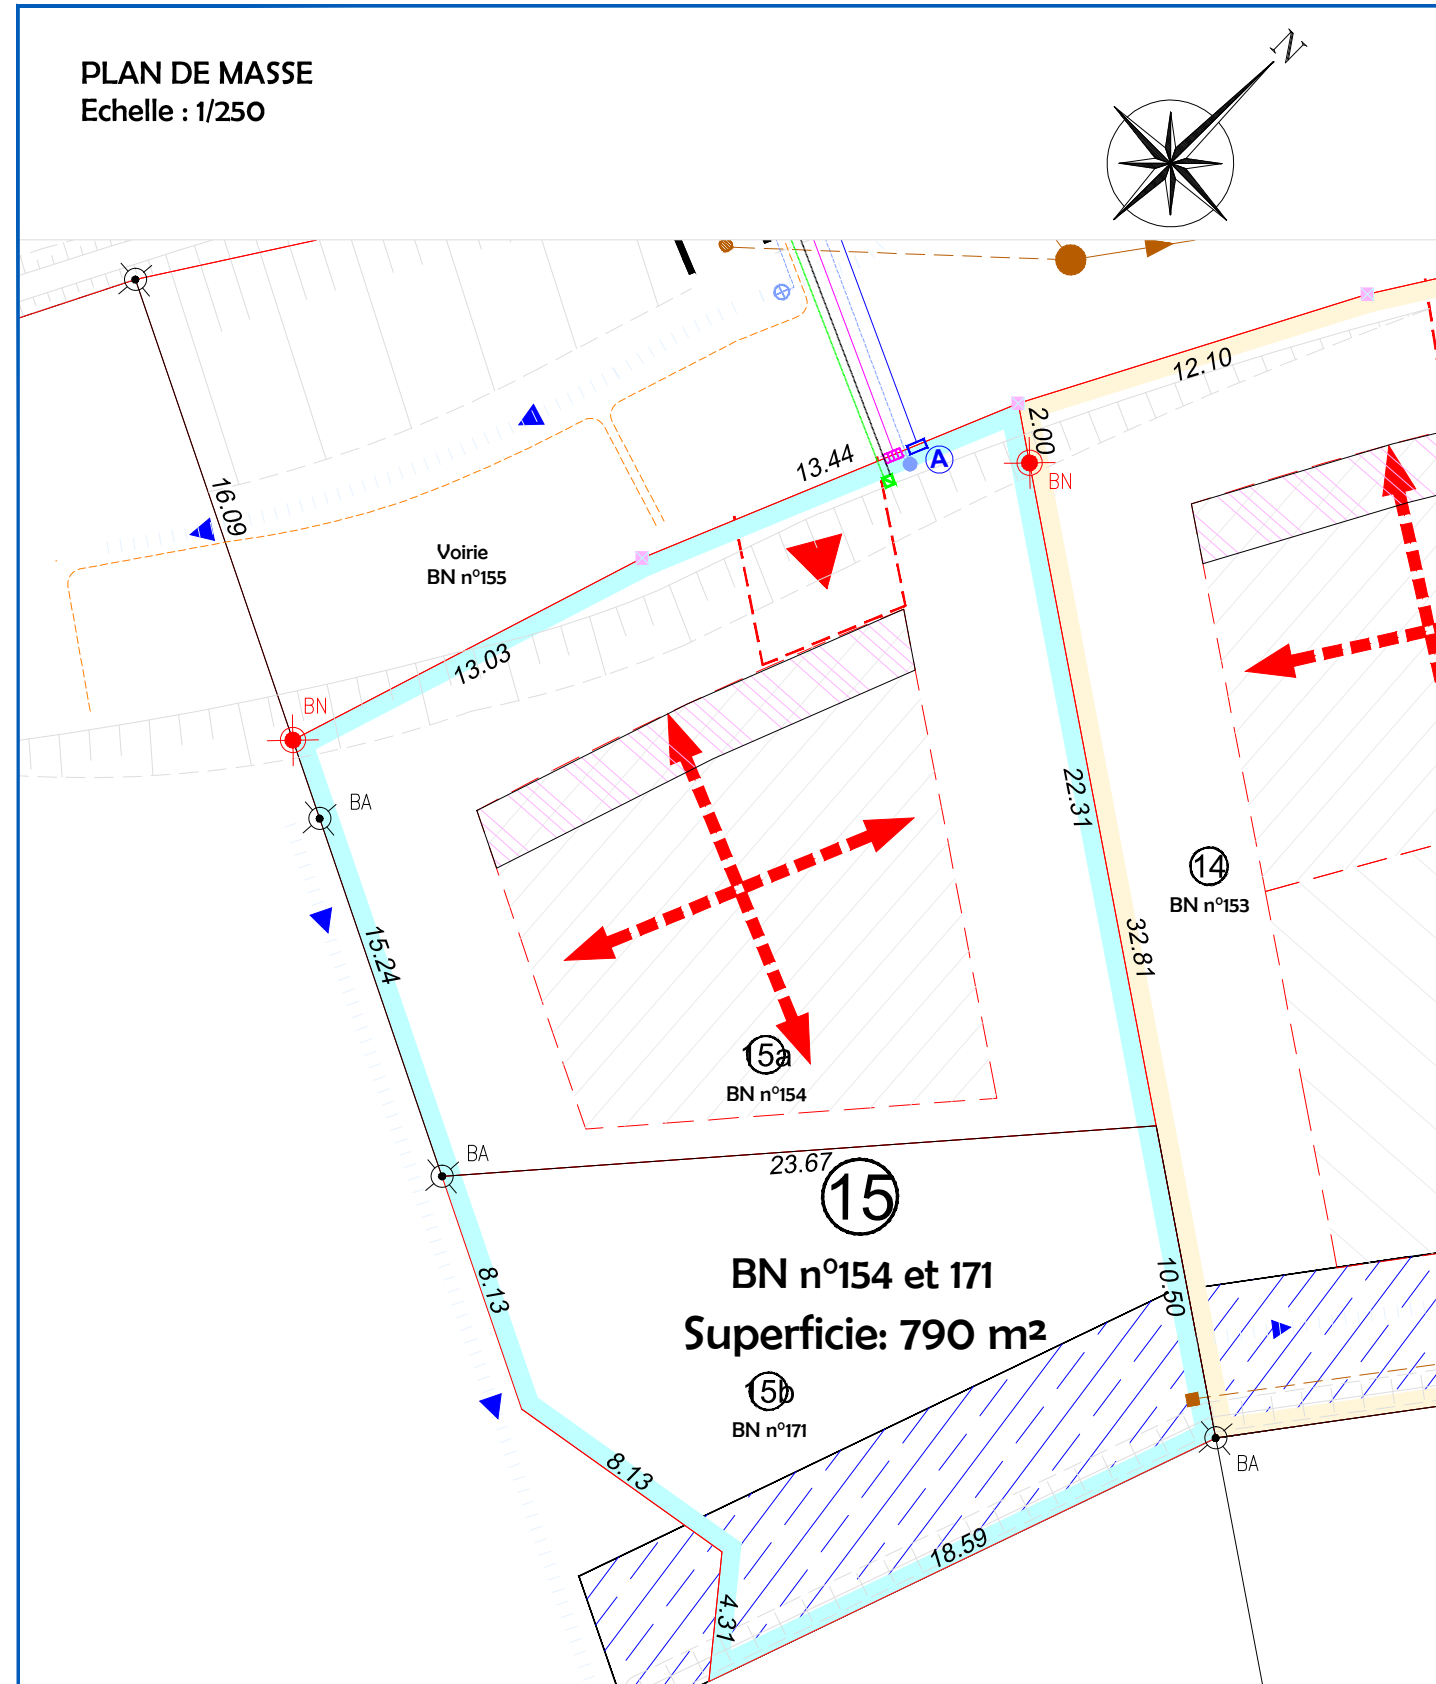 PLAN DE MASSE
Echelle : 1/250
N
12.10
2.00
BN
A
13.44
16.09
Voirie
BN n°155
13.03
BN
BA
22.31
14
BN n°153
15.24
32.81
15a
BN n°154
BA
23.67
15
BN n°154 et 171
Superficie: 790 m²
8.13
10.50
15b
BN n°171
8.13
BA
18.59
4.31